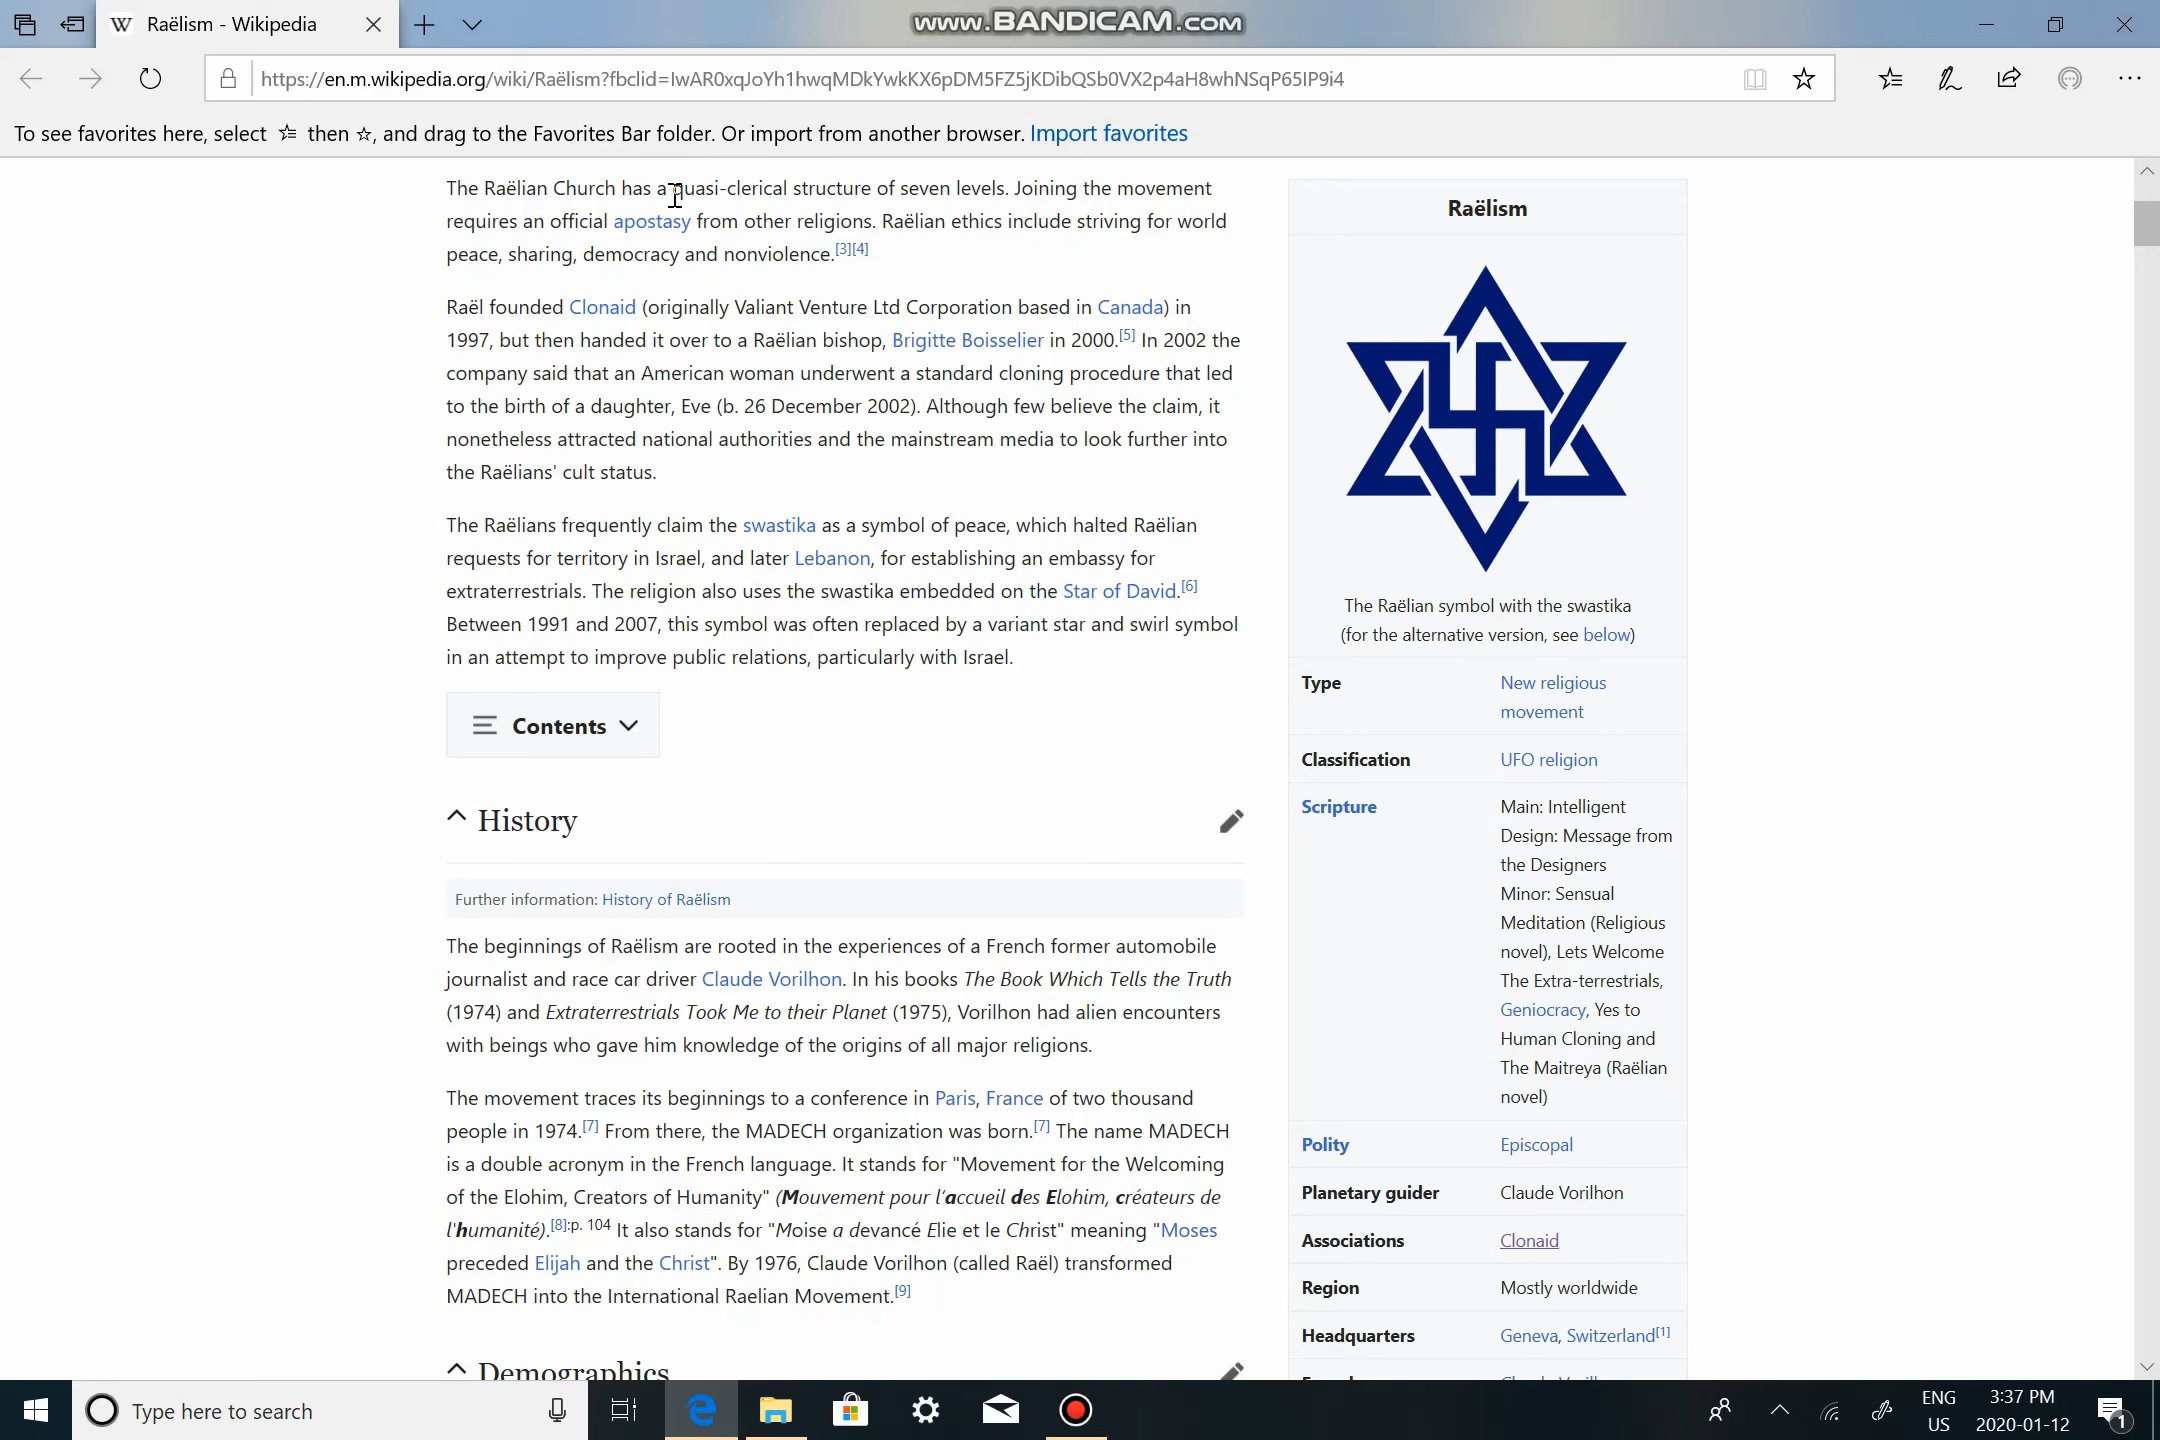 Raëlism - Wikipedia
www.BANDICAM.com
https://en.m.wikipedia.org/wiki/Raëlism?fbclid=IwAR0xqJoYh1hwqMDkYwkKX6pDM5FZ5jKDibQSb0VX2p4aH8whNSqP65IP9i4
To see favorites here, select then ☆, and drag to the Favorites Bar folder. Or import from another browser. Import favorites
The Raëlian Church has a quasi-clerical structure of seven levels. Joining the movement
requires an official apostasy from other religions. Raëlian ethics include striving for world
peace, sharing, democracy and nonviolence.[3][4]
Raël founded Clonaid (originally Valiant Venture Ltd Corporation based in Canada) in
1997, but then handed it over to a Raëlian bishop, Brigitte Boisselier in 2000.[5] In 2002 the
company said that an American woman underwent a standard cloning procedure that led
to the birth of a daughter, Eve (b. 26 December 2002). Although few believe the claim, it
nonetheless attracted national authorities and the mainstream media to look further into
the Raëlians' cult status.
The Raëlians frequently claim the swastika as a symbol of peace, which halted Raëlian
requests for territory in Israel, and later Lebanon, for establishing an embassy for
extraterrestrials. The religion also uses the swastika embedded on the Star of David.[6]
Between 1991 and 2007, this symbol was often replaced by a variant star and swirl symbol
in an attempt to improve public relations, particularly with Israel.
Contents
History
Further information: History of Raëlism
The beginnings of Raëlism are rooted in the experiences of a French former automobile
journalist and race car driver Claude Vorilhon. In his books The Book Which Tells the Truth
(1974) and Extraterrestrials Took Me to their Planet (1975), Vorilhon had alien encounters
with beings who gave him knowledge of the origins of all major religions.
The movement traces its beginnings to a conference in Paris, France of two thousand
people in 1974.[7] From there, the MADECH organization was born.[7] The name MADECH
is a double acronym in the French language. It stands for "Movement for the Welcoming
of the Elohim, Creators of Humanity" (Mouvement pour l'accueil des Elohim, créateurs de
l'humanité).[8]:p. 104 It also stands for "Moise a devancé Elie et le Christ" meaning "Moses
preceded Elijah and the Christ". By 1976, Claude Vorilhon (called Raël) transformed
MADECH into the International Raelian Movement.[9]
Demographics
Raëlism
The Raëlian symbol with the swastika
(for the alternative version, see below)
Type New religious
movement
Classification UFO religion
Scripture Main: Intelligent
Design: Message from
the Designers
Minor: Sensual
Meditation (Religious
novel), Lets Welcome
The Extra-terrestrials,
Geniocracy, Yes to
Human Cloning and
The Maitreya (Raëlian
novel)
Polity Episcopal
Planetary guider Claude Vorilhon
Associations Clonaid
Region Mostly worldwide
Headquarters Geneva, Switzerland[1]
Type here to search
ENG
US
3:37 PM
2020-01-12
1